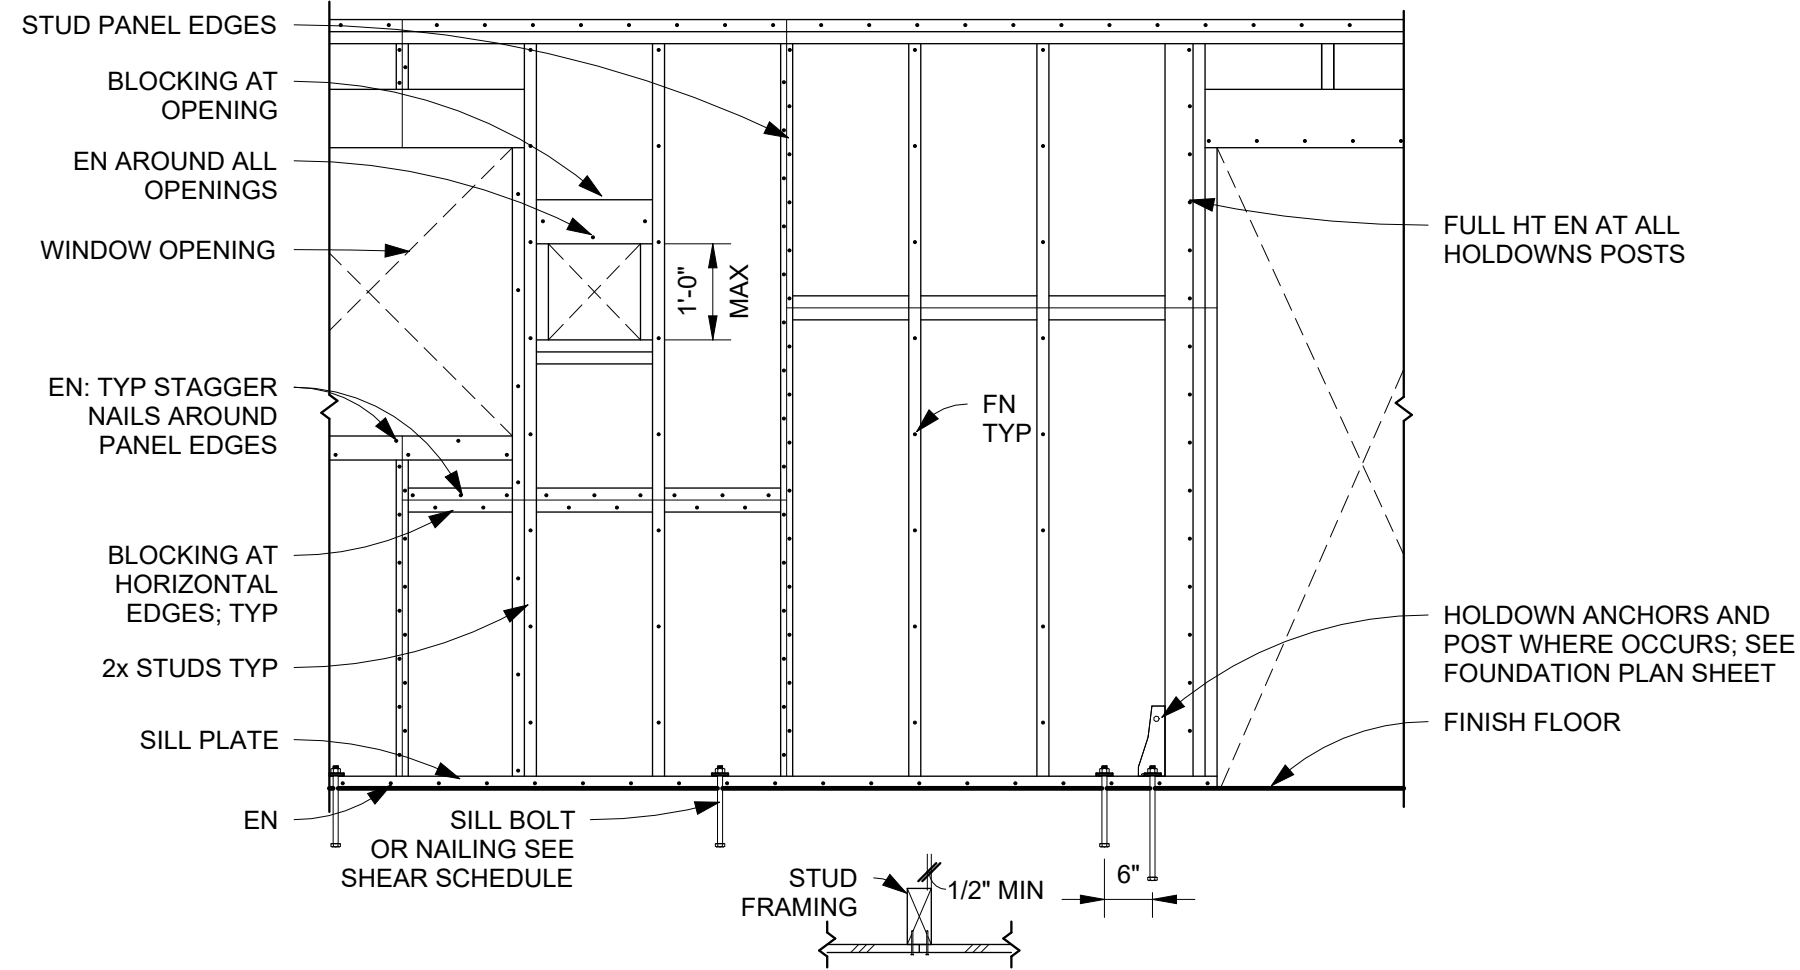 STUD PANEL EDGES
BLOCKING AT
OPENING
EN AROUND ALL
OPENINGS
WINDOW OPENING
EN: TYP STAGGER
NAILS AROUND
PANEL EDGES
BLOCKING AT
HORIZONTAL
EDGES; TYP
2x STUDS TYP
SILL PLATE
EN
SILL BOLT
OR NAILING SEE
SHEAR SCHEDULE
1'-0"
MAX
FN
TYP
FULL HT EN AT ALL
HOLDOWNS POSTS
HOLDOWN ANCHORS AND
POST WHERE OCCURS; SEE
FOUNDATION PLAN SHEET
FINISH FLOOR
STUD
FRAMING
1/2" MIN
6"